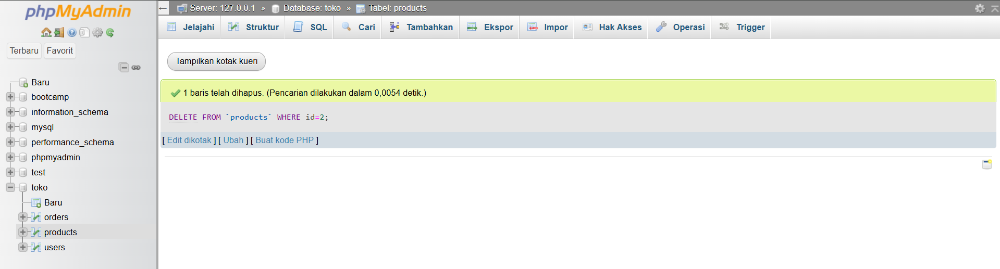 phpMyAdmin
Terbaru Favorit
Baru
bootcamp
information_schema
mysql
performance_schema
phpmyadmin
test
toko
Baru
orders
products
users
Server: 127.0.0.1 » Database: toko » Tabel: products
Jelajahi Struktur SQL Cari Tambahkan Ekspor Impor Hak Akses Operasi Trigger
Tampilkan kotak kueri
1 baris telah dihapus. (Pencarian dilakukan dalam 0,0054 detik.)
DELETE FROM `products` WHERE id=2;
[ Edit dikotak ] [ Ubah ] [ Buat kode PHP ]